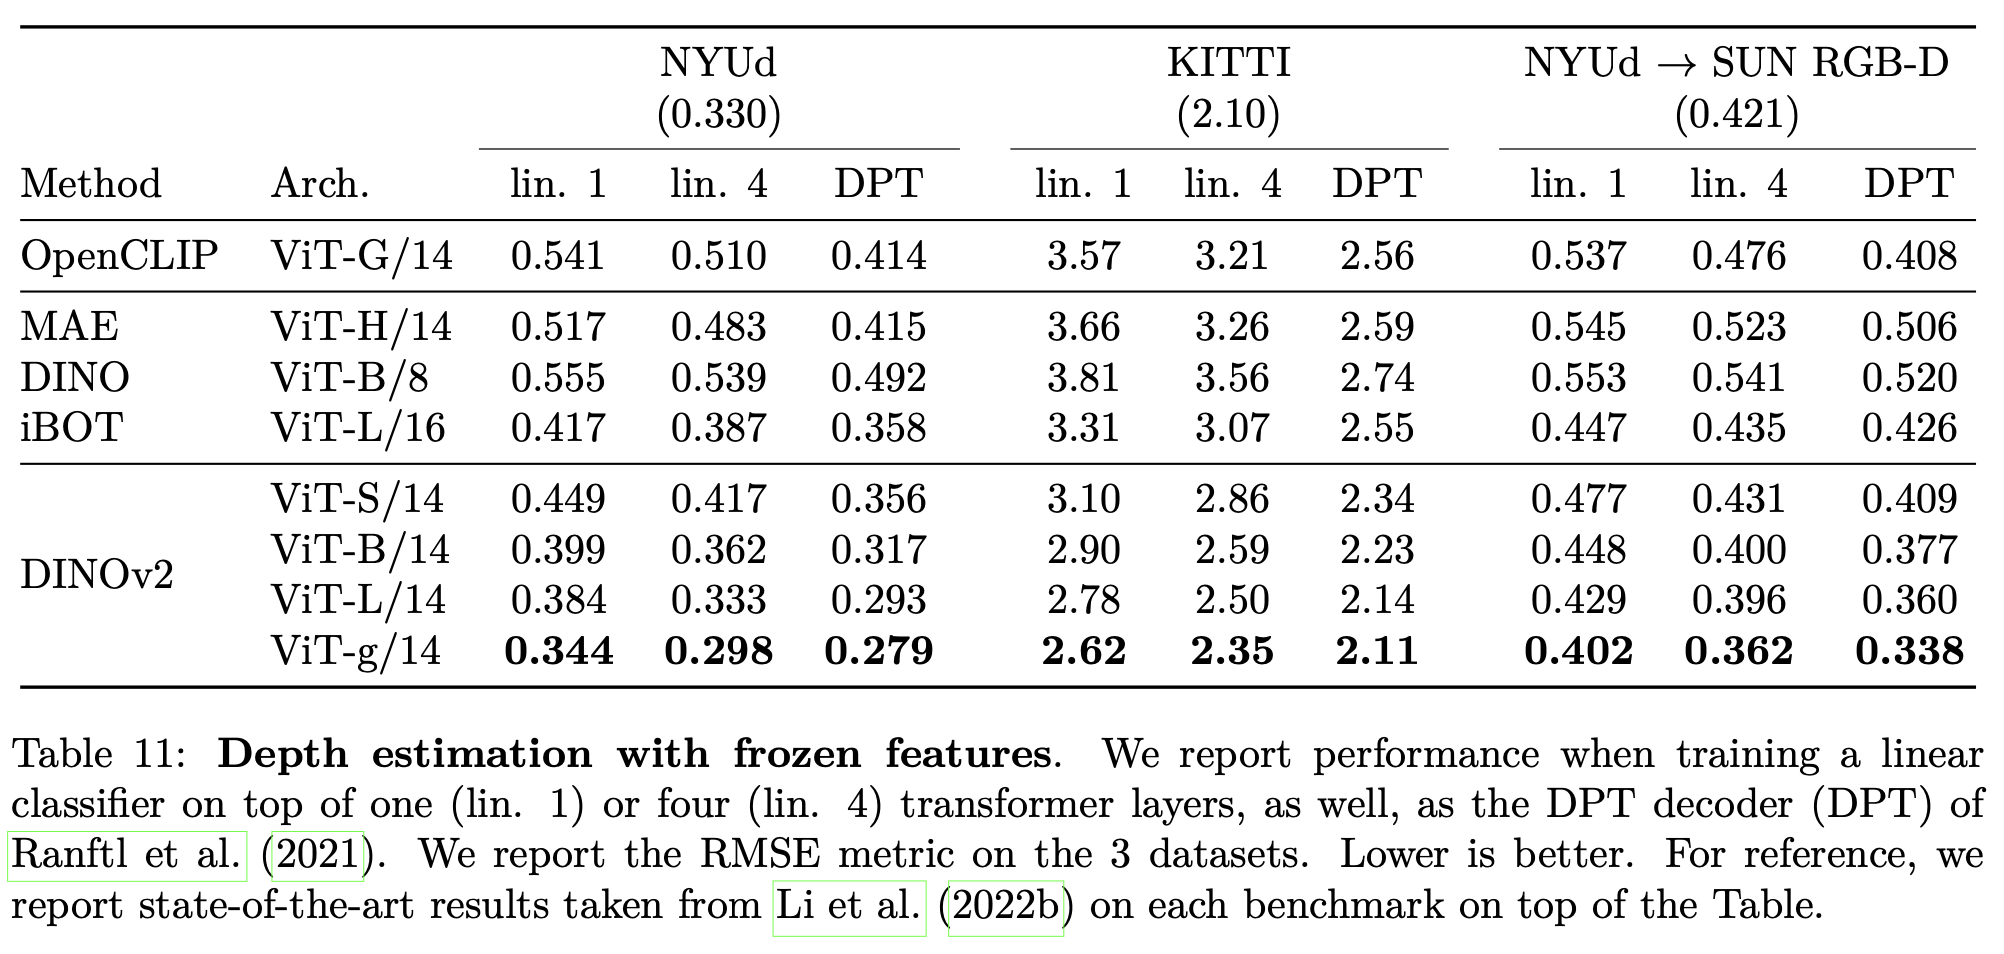 NYUd KITTI NYUd → SUN RGB-D
(0.330) (2.10) (0.421)
Method Arch. lin. 1 lin. 4 DPT lin. 1 lin. 4 DPT lin. 1 lin. 4 DPT
OpenCLIP ViT-G/14 0.541 0.510 0.414 3.57 3.21 2.56 0.537 0.476 0.408
MAE ViT-H/14 0.517 0.483 0.415 3.66 3.26 2.59 0.545 0.523 0.506
DINO ViT-B/8 0.555 0.539 0.492 3.81 3.56 2.74 0.553 0.541 0.520
iBOT ViT-L/16 0.417 0.387 0.358 3.31 3.07 2.55 0.447 0.435 0.426
DINOv2
ViT-S/14 0.449 0.417 0.356 3.10 2.86 2.34 0.477 0.431 0.409
ViT-B/14 0.399 0.362 0.317 2.90 2.59 2.23 0.448 0.400 0.377
ViT-L/14 0.384 0.333 0.293 2.78 2.50 2.14 0.429 0.396 0.360
ViT-g/14 0.344 0.298 0.279 2.62 2.35 2.11 0.402 0.362 0.338
Table 11: Depth estimation with frozen features. We report performance when training a linear
classifier on top of one (lin. 1) or four (lin. 4) transformer layers, as well, as the DPT decoder (DPT) of
Ranftl et al. (2021). We report the RMSE metric on the 3 datasets. Lower is better. For reference, we
report state-of-the-art results taken from Li et al. (2022b) on each benchmark on top of the Table.